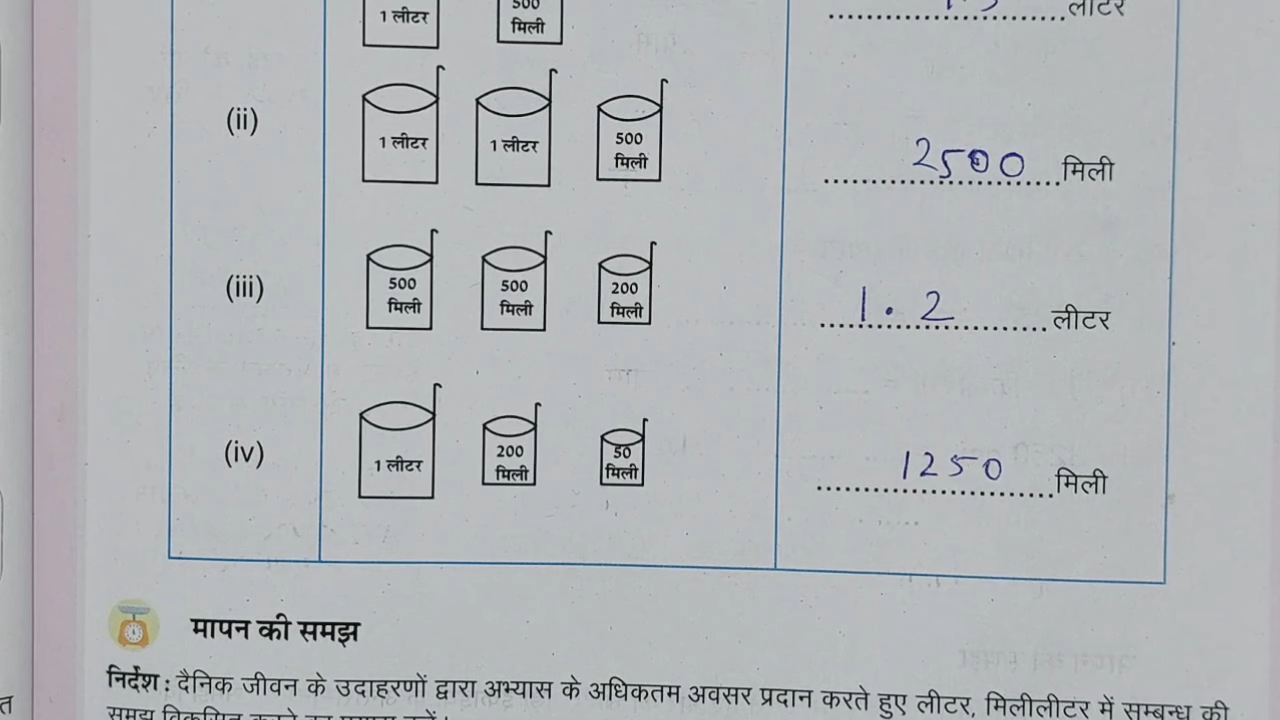 1 लीटर 500 मिली लीटर
(ii) 1 लीटर 1 लीटर 500 मिली 2500 मिली
(iii) 500 मिली 500 मिली 200 मिली 1.2 लीटर
(iv) 1 लीटर 200 मिली 50 मिली 1250 मिली
मापन की समझ
निर्देश : दैनिक जीवन के उदाहरणों द्वारा अभ्यास के अधिकतम अवसर प्रदान करते हुए लीटर, मिलीलीटर में सम्बन्ध की
समझ